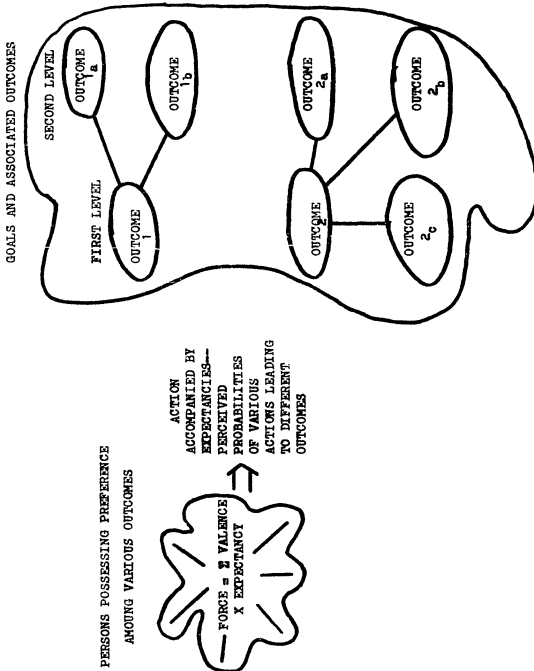 PERSONS POSSESSING PREFERENCE
AMOUNG VARIOUS OUTCOMES
FORCE = Σ VALENCE
X EXPECTANCY
ACTION
ACCOMPANIED BY
EXPECTANCIES--
PERCEIVED
PROBABILITIES
OF VARIOUS
ACTIONS LEADING
TO DIFFERENT
OUTCOMES
GOALS AND ASSOCIATED OUTCOMES
FIRST LEVEL
SECOND LEVEL
OUTCOME
1
OUTCOME
1a
OUTCOME
1b
OUTCOME
2
OUTCOME
2a
OUTCOME
2b
OUTCOME
2c